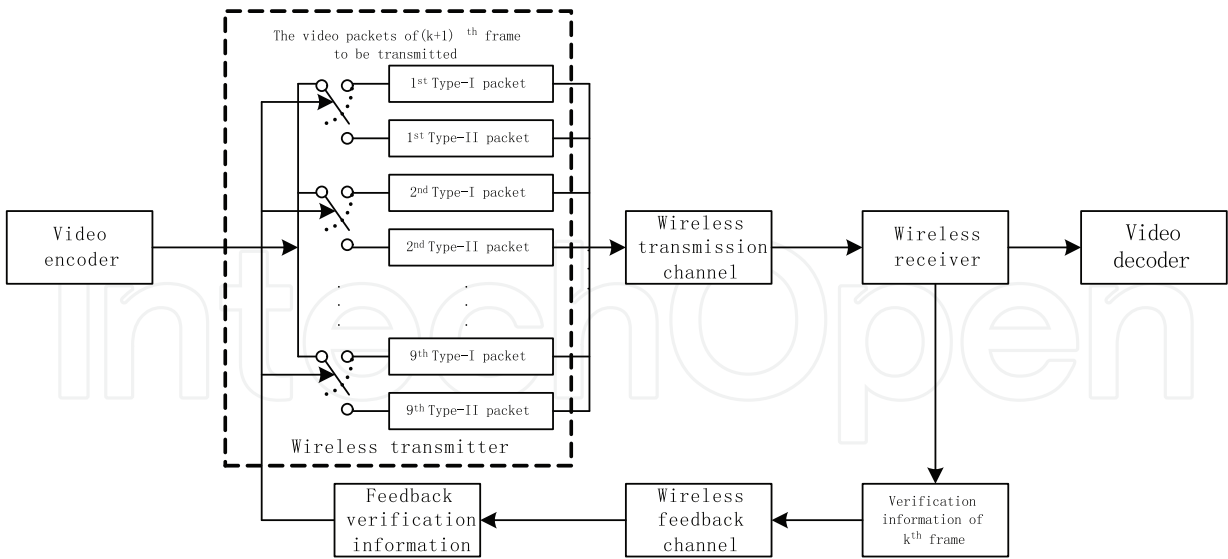 The video packets of(k+1) th frame
to be transmitted
1st Type-I packet
1st Type-II packet
2nd Type-I packet
2nd Type-II packet
9th Type-I packet
9th Type-II packet
Wireless transmitter
Video
encoder
Wireless
transmission
channel
Wireless
receiver
Video
decoder
Feedback
verification
information
Wireless
feedback
channel
Verification
information of
kth frame
IntechOpen